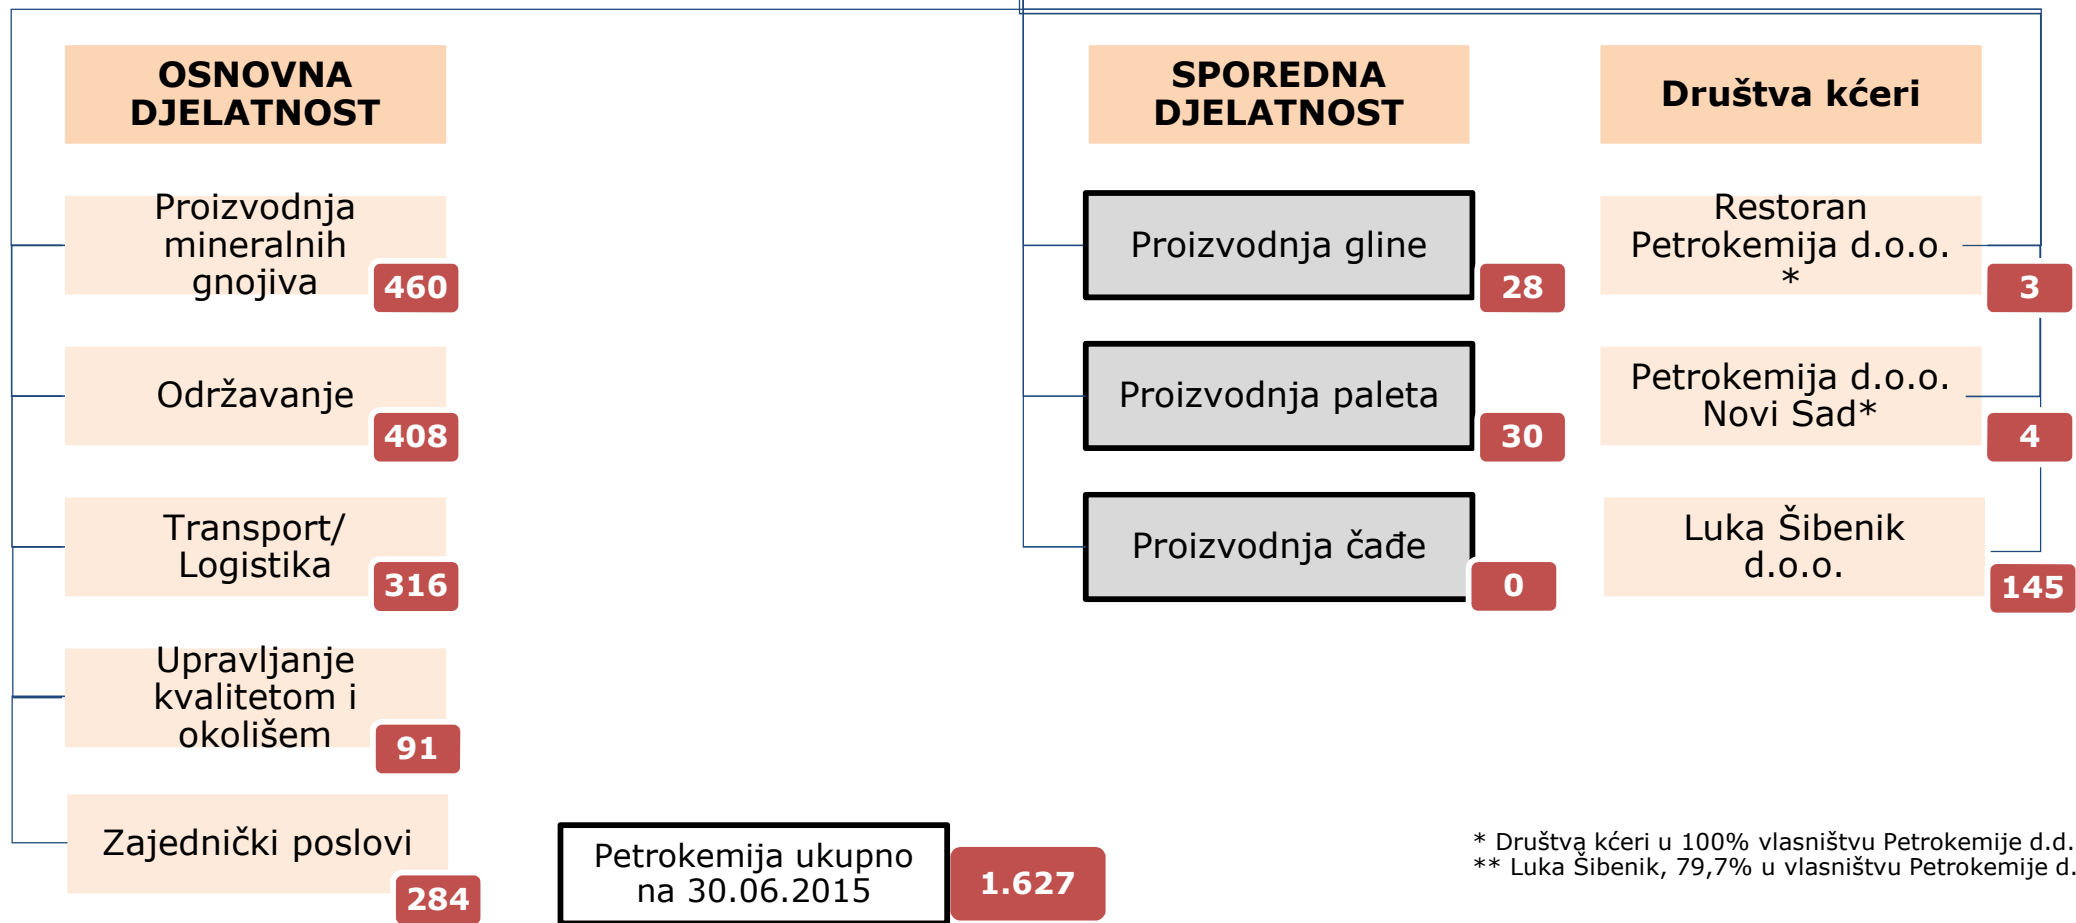 OSNOVNA
DJELATNOST
Proizvodnja
mineralnih
gnojiva
460
Održavanje
408
Transport/
Logistika
316
Upravljanje
kvalitetom i
okolišem
91
Zajednički poslovi
284
Petrokemija ukupno
na 30.06.2015
1.627
SPOREDNA
DJELATNOST
Proizvodnja gline
28
Proizvodnja paleta
30
Proizvodnja čađe
0
Društva kćeri
Restoran
Petrokemija d.o.o.
*
3
Petrokemija d.o.o.
Novi Sad*
4
Luka Šibenik
d.o.o.
145
* Društva kćeri u 100% vlasništvu Petrokemije d.d.
** Luka Šibenik, 79,7% u vlasništvu Petrokemije d.